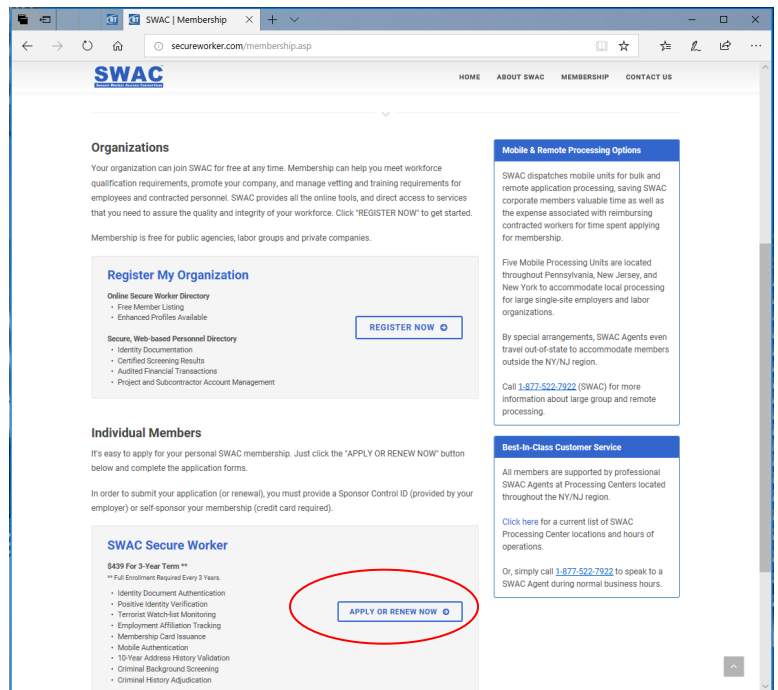 SWAC | Membership
secureworker.com/membership.asp
SWAC
Secure Worker Access Consortium
HOME ABOUT SWAC MEMBERSHIP CONTACT US
Organizations
Your organization can join SWAC for free at any time. Membership can help you meet workforce
qualification requirements, promote your company, and manage vetting and training requirements for
employees and contracted personnel. SWAC provides all the online tools, and direct access to services
that you need to assure the quality and integrity of your workforce. Click "REGISTER NOW" to get started.
Membership is free for public agencies, labor groups and private companies.
Register My Organization
Online Secure Worker Directory
• Free Member Listing
• Enhanced Profiles Available
Secure, Web-based Personnel Directory
• Identity Documentation
• Certified Screening Results
• Audited Financial Transactions
• Project and Subcontractor Account Management
REGISTER NOW
Individual Members
It's easy to apply for your personal SWAC membership. Just click the "APPLY OR RENEW NOW" button
below and complete the application forms.
In order to submit your application (or renewal), you must provide a Sponsor Control ID (provided by your
employer) or self-sponsor your membership (credit card required).
SWAC Secure Worker
$439 For 3-Year Term **
** Full Enrollment Required Every 3 Years.
• Identity Document Authentication
• Positive Identity Verification
• Terrorist Watch-list Monitoring
• Employment Affiliation Tracking
• Membership Card Issuance
• Mobile Authentication
• 10-Year Address History Validation
• Criminal Background Screening
• Criminal History Adjudication
APPLY OR RENEW NOW
Mobile & Remote Processing Options
SWAC dispatches mobile units for bulk and
remote application processing, saving SWAC
corporate members valuable time as well as
the expense associated with reimbursing
contracted workers for time spent applying
for membership.
Five Mobile Processing Units are located
throughout Pennsylvania, New Jersey, and
New York to accommodate local processing
for large single-site employers and labor
organizations.
By special arrangements, SWAC Agents even
travel out-of-state to accommodate members
outside the NY/NJ region.
Call 1-877-522-7922 (SWAC) for more
information about large group and remote
processing.
Best-In-Class Customer Service
All members are supported by professional
SWAC Agents at Processing Centers located
throughout the NY/NJ region.
Click here for a current list of SWAC
Processing Center locations and hours of
operations.
Or, simply call 1-877-522-7922 to speak to a
SWAC Agent during normal business hours.